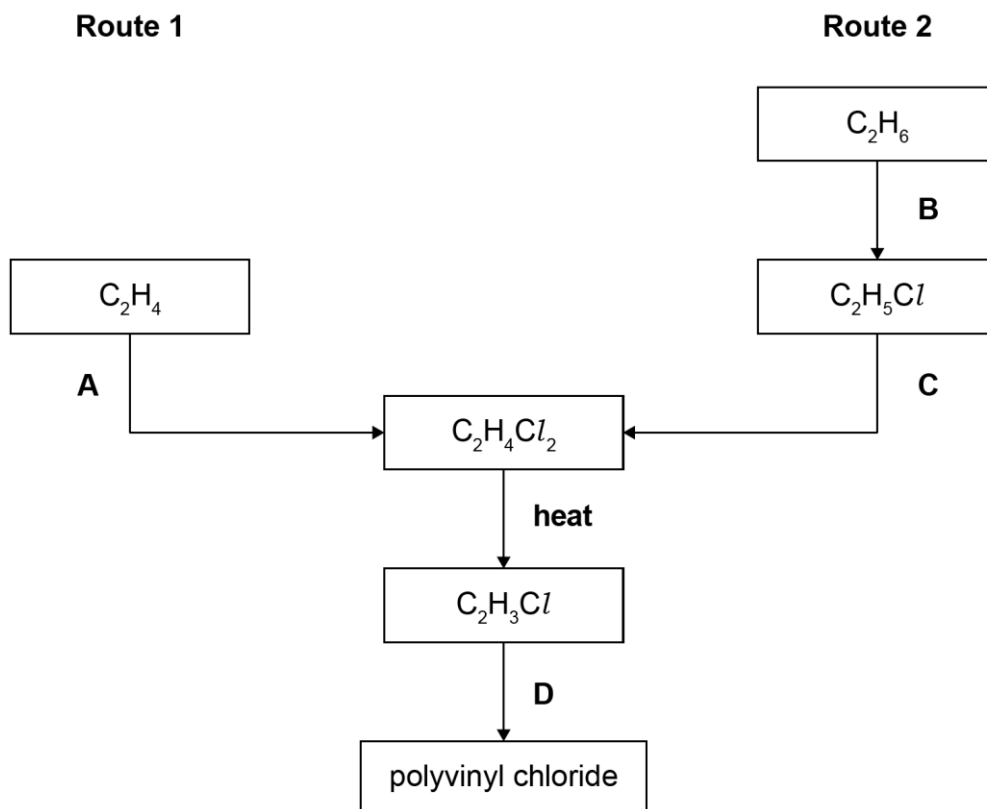 Route 1
Route 2
C₂H₆
B
C₂H₄
C₂H₅Cl
A
C
C₂H₄Cl₂
heat
C₂H₃Cl
D
polyvinyl chloride